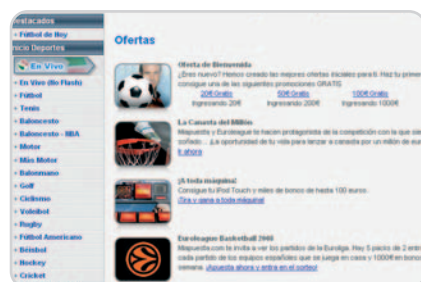 Destacados
Fútbol de Hoy
Inicio Deportes
En Vivo
En Vivo (No Flash)
Fútbol
Tenis
Baloncesto
Baloncesto - NBA
Motor
Más Motor
Balonmano
Golf
Ciclismo
Voleibol
Rugby
Fútbol Americano
Béisbol
Hockey
Cricket
Ofertas
Oferta de Bienvenida
¿Eres nuevo? Hemos creado las mejores ofertas iniciales para ti. Haz tu primer
consigue una de las siguientes promociones GRATIS
20€ Gratis 50€ Gratis 100€ Gratis
Ingresando 20€ Ingresando 200€ Ingresando 1000€
La Canasta del Millón
Miapuesta y Euroleague te hacen protagonista de la competición con la que
soñado ... ¡La oportunidad de tu vida para lanzar a canasta por un millón de
Ir ahora
¡A toda máquina!
Consigue tu iPod Touch y miles de bonos de hasta 100 euros.
¡Tira y gana a toda máquina!
Euroleague Basketball 2008
Miapuesta.com te invita a ver los partidos de la Euroliga. Hay 5 packs de 2
cada partido de los equipos españoles que se juega en casa y 1000€ en
semana. ¡Apuesta ahora y entra en el sorteo!